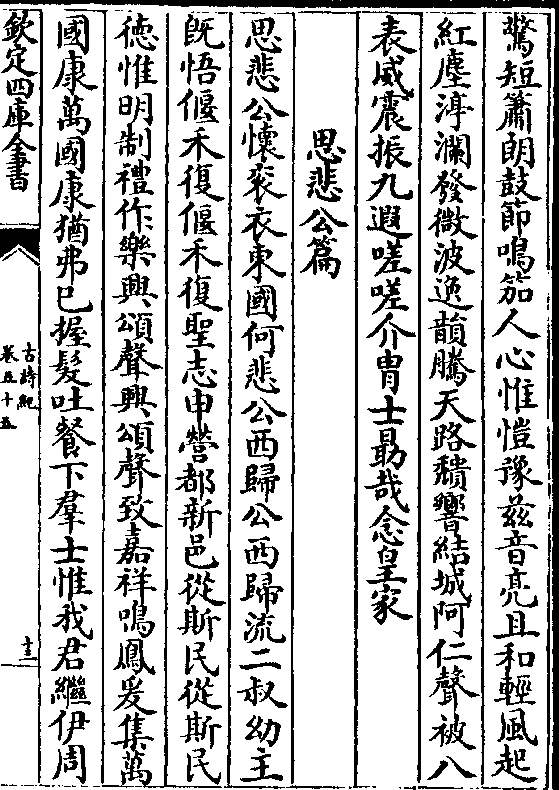 驚短簫朗鼓節鳴笳人心惟愷豫兹音亮且和輕風起
紅塵渟瀾發微波逸韻騰天路頽響結城阿仁聲被八
表威震振九遐嗟嗟介胄士勗哉念皇家
思悲公篇
思悲公懷衮衣東國何悲公西歸公西歸流二叔幼主
既悟偃禾復偃禾復聖志申營都新邑從斯民從斯民
德惟明制禮作樂興頌聲興頌聲致嘉祥鳴鳳爰集萬
國康萬國康猶弗已握髮吐餐下羣士惟我君繼伊周
欽定四庫全書
古詩紀
卷五十五
十三